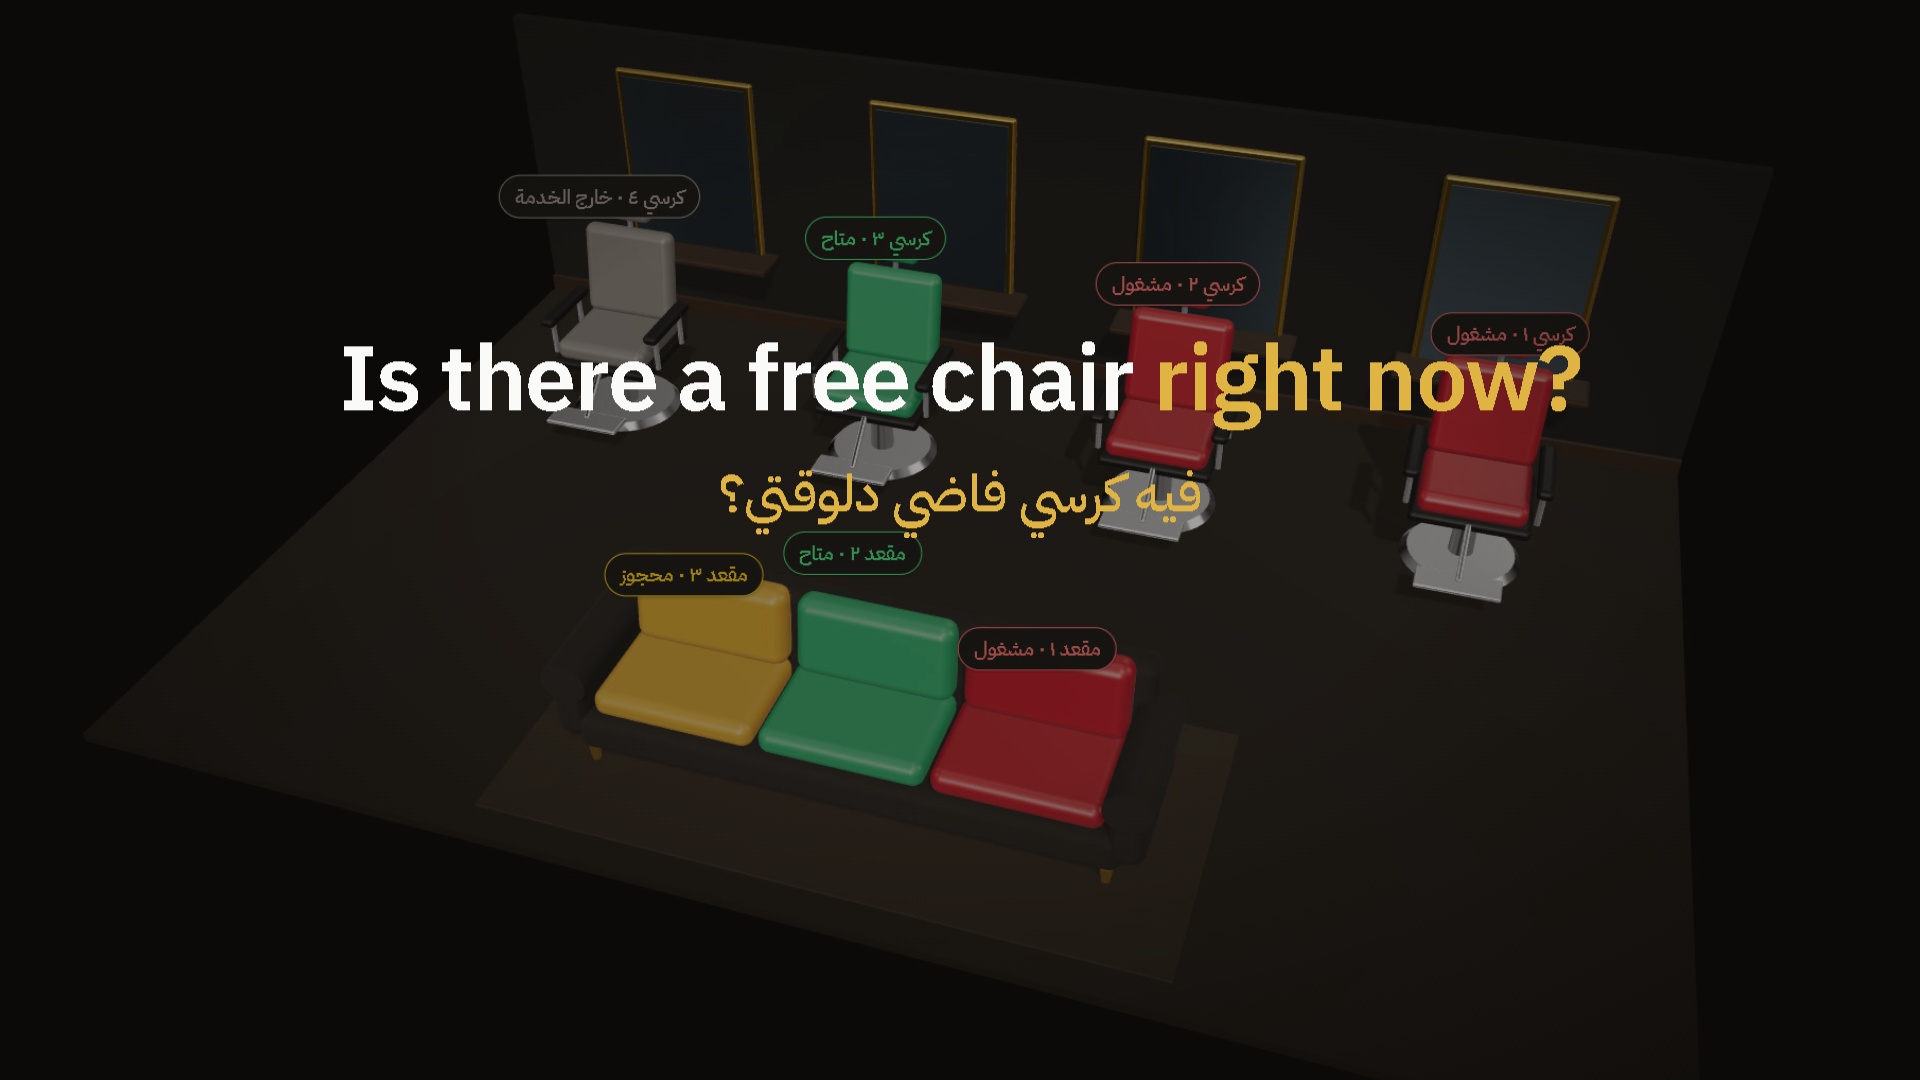 كرسي ٤ · خارج الخدمة
كرسي ٣ · متاح
كرسي ٢ · مشغول
كرسي ١ · مشغول
Is there a free chair right now?
فيه كرسي فاضي دلوقتي؟
مقعد ٢ · متاح
مقعد ٣ · محجوز
مقعد ١ · مشغول